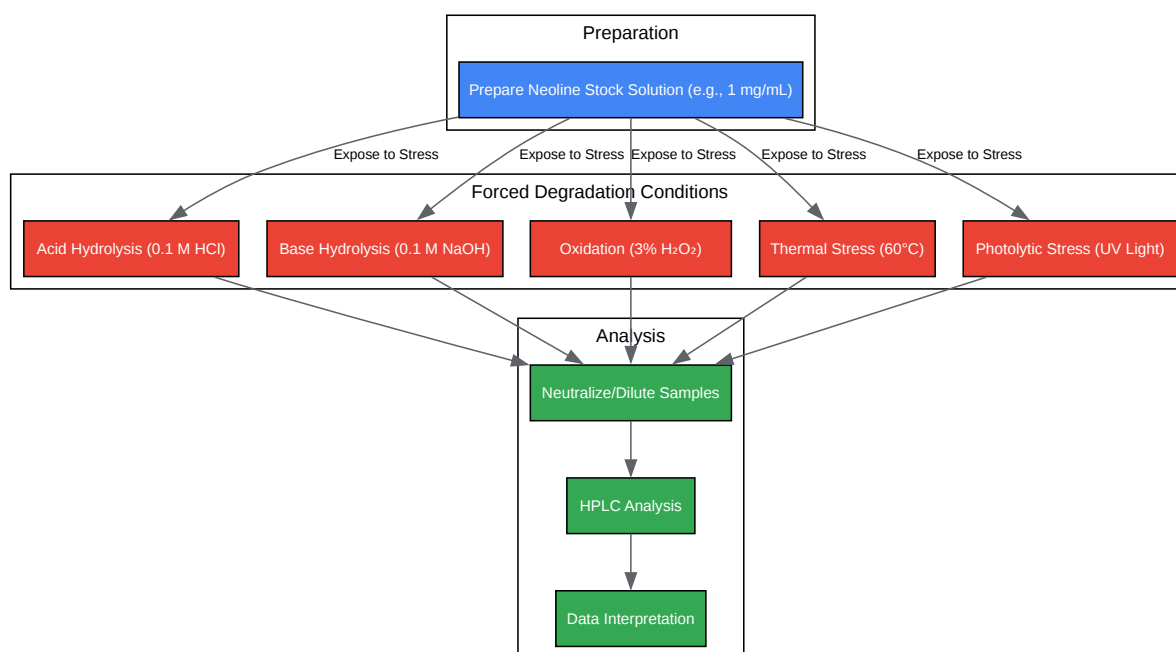 Preparation
Prepare Neoline Stock Solution (e.g., 1 mg/mL)
Expose to Stress
Expose to Stress
Expose to Stress
Expose to Stress
Expose to Stress
Forced Degradation Conditions
Acid Hydrolysis (0.1 M HCl)
Base Hydrolysis (0.1 M NaOH)
Oxidation (3% H₂O₂)
Thermal Stress (60°C)
Photolytic Stress (UV Light)
Analysis
Neutralize/Dilute Samples
HPLC Analysis
Data Interpretation